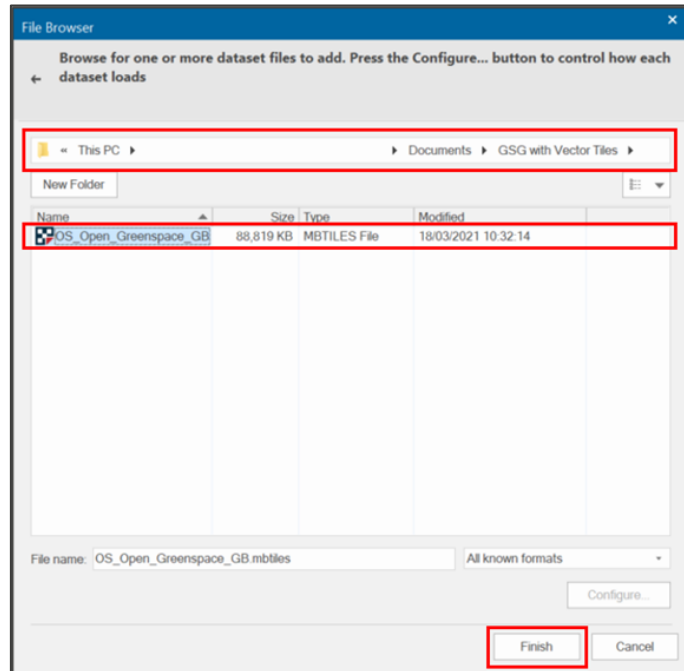 File Browser
Browse for one or more dataset files to add. Press the Configure... button to control how each
dataset loads
« This PC Documents GSG with Vector Tiles
New Folder
Name Size Type Modified
OS_Open_Greenspace_GB 88,819 KB MBTILES File 18/03/2021 10:32:14
File name: OS_Open_Greenspace_GB.mbtiles All known formats
Configure...
Finish Cancel